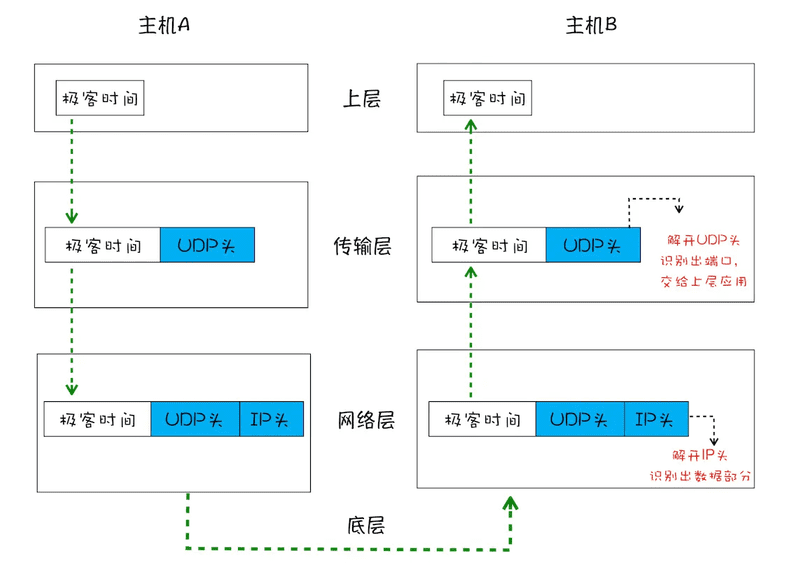 主机A
主机B
极客时间
上层
极客时间
极客时间
UDP头
传输层
极客时间
UDP头
解开UDP头
识别出端口，
交给上层应用
极客时间
UDP头
IP头
网络层
极客时间
UDP头
IP头
解开IP头
识别出数据部分
底层